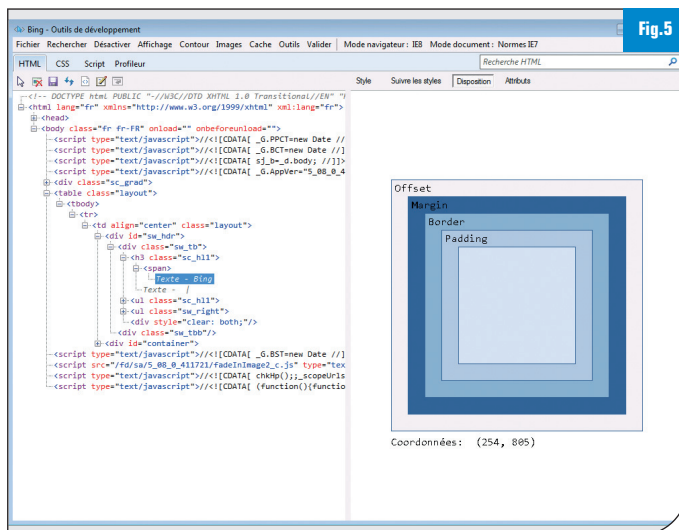 Fig.5
Bing - Outils de développement
Fichier Rechercher Désactiver Affichage Contour Images Cache Outils Valider | Mode navigateur : IE8 Mode document : Normes IE7
HTML CSS Script Profileur Recherche HTML
Style Suivre les styles Disposition Attributs
<!-- DOCTYPE html PUBLIC "-//W3C//DTD XHTML 1.0 Transitional//EN" "
<html lang="fr" xmlns="http://www.w3.org/1999/xhtml" xml:lang="fr">
<head>
<body class="fr fr-FR" onload="" onbeforeunload="">
<script type="text/javascript">//<![CDATA[ _G.PPCT=new Date //
<script type="text/javascript">//<![CDATA[ _G.BCT=new Date //]
<script type="text/javascript">//<![CDATA[ sj_b=_d.body; //]]>
<script type="text/javascript">//<![CDATA[ _G.AppVer="5_08_0_4
<div class="sc_grad">
<table class="layout">
<tbody>
<tr>
<td align="center" class="layout">
<div id="sw_hdr">
<div class="sw_tb">
<h3 class="sc_hl1">
<span>
Texte - Bing
Texte - |
<ul class="sc_hl1">
<ul class="sw_right">
<div style="clear: both;"/>
<div class="sw_tbb"/>
<div id="container">
<script type="text/javascript">//<![CDATA[ _G.BST=new Date //]
<script src="/fd/sa/5_08_0_411721/fadeInImage2_c.js" type="tex
<script type="text/javascript">//<![CDATA[ chkHp();;_scopeUrls
<script type="text/javascript">//<![CDATA[ (function(){functio
Offset
Margin
Border
Padding
Coordonnées: (254, 805)